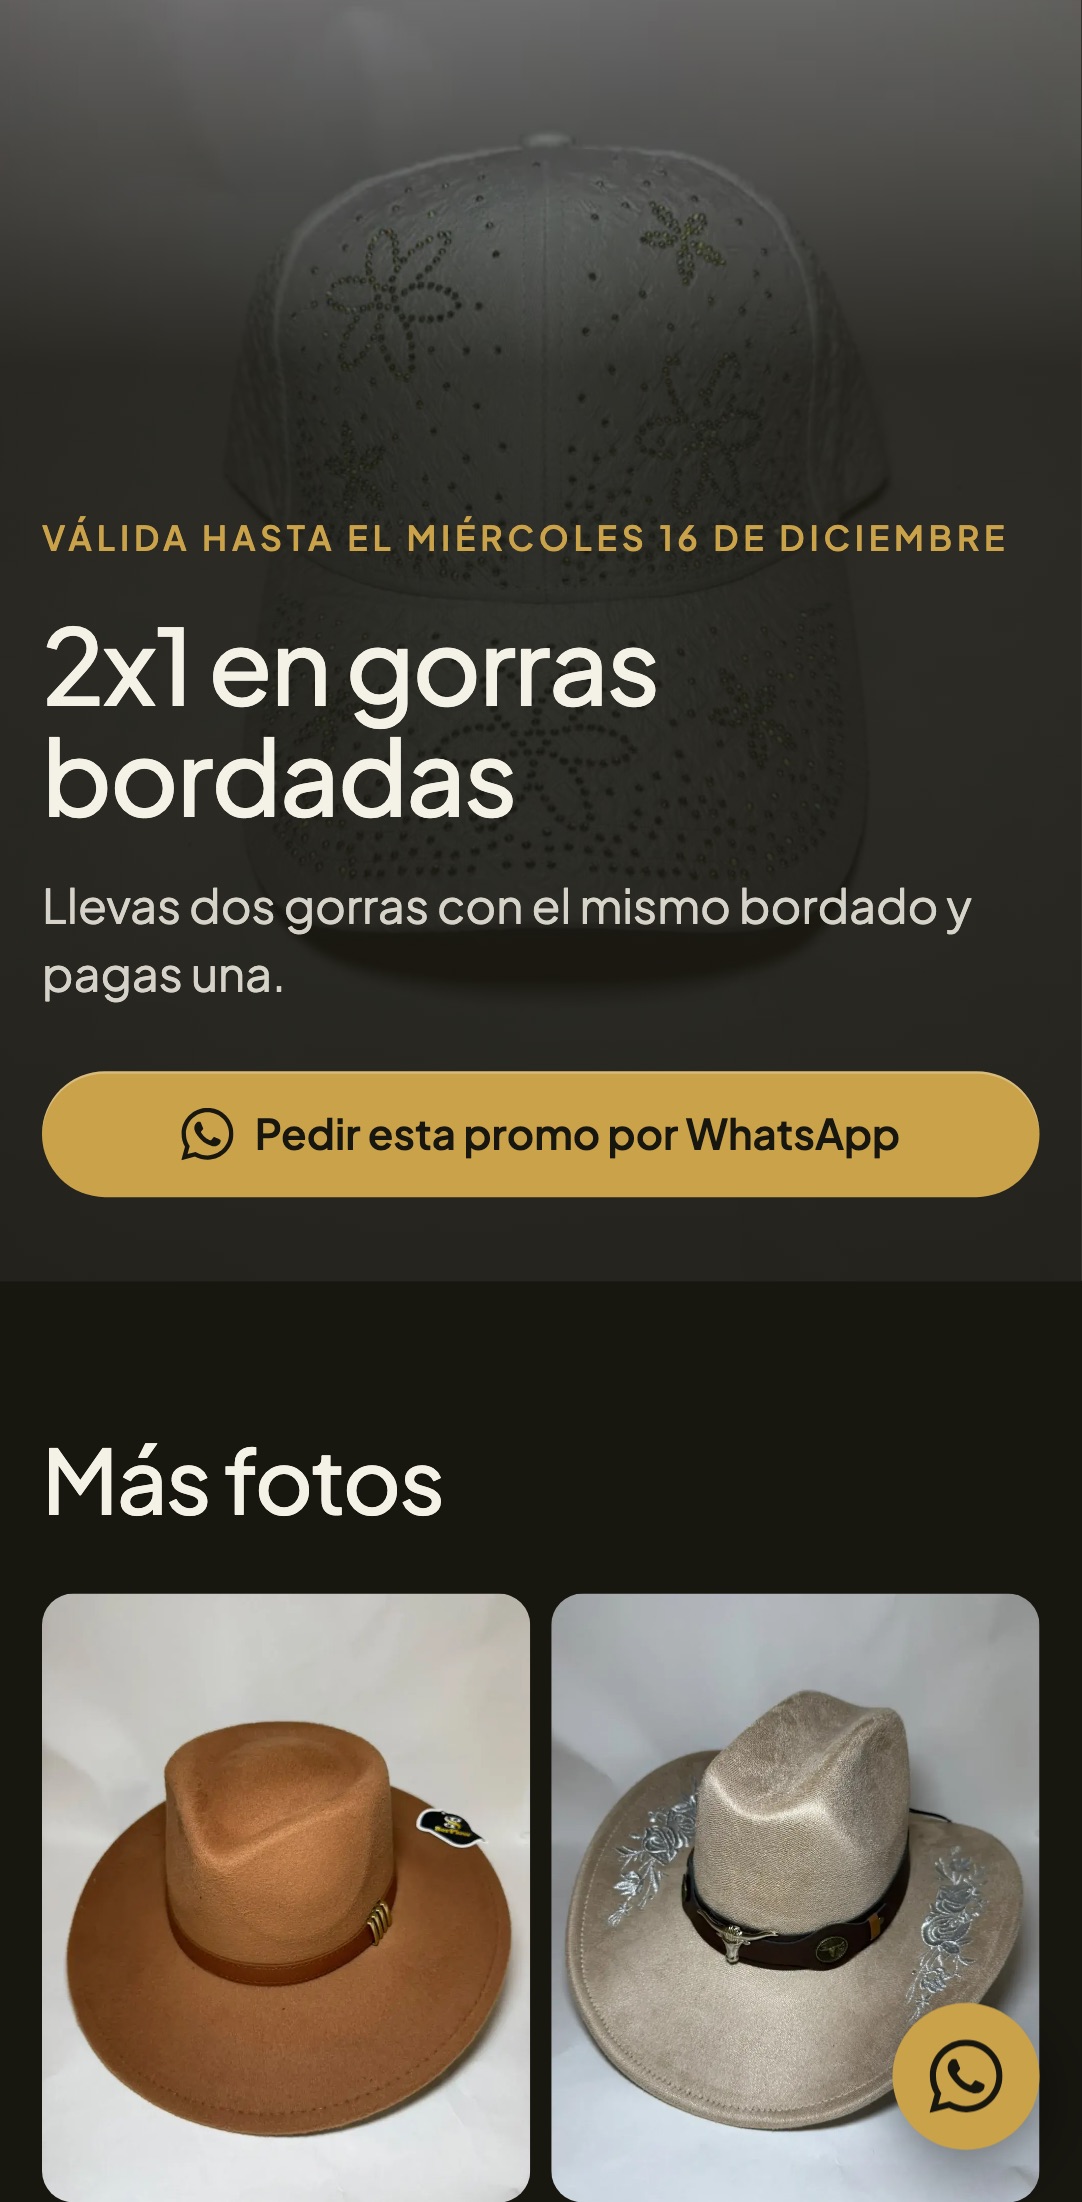 VÁLIDA HASTA EL MIÉRCOLES 16 DE DICIEMBRE
2x1 en gorras
bordadas
Llevas dos gorras con el mismo bordado y
pagas una.
Pedir esta promo por WhatsApp
Más fotos